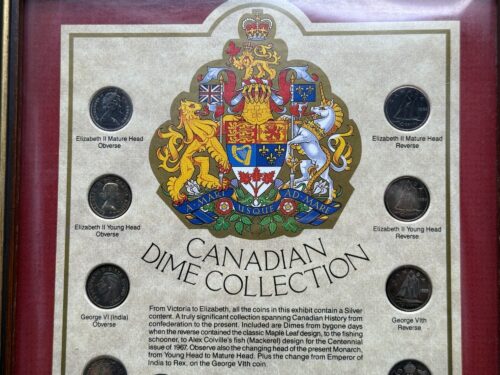 A MARI USQUE AD MARE
CANADIAN
DIME COLLECTION
Elizabeth II Mature Head
Obverse
Elizabeth II Mature Head
Reverse
Elizabeth II Young Head
Obverse
Elizabeth II Young Head
Reverse
George VI (India)
Obverse
George VIth
Reverse
From Victoria to Elizabeth, all the coins in this exhibit contain a Silver
content. A truly significant collection spanning Canadian History from
confederation to the present. Included are Dimes from bygone days
when the reverse contained the classic Maple Leaf design, to the fishing
schooner, to Alex Colville's fish (Mackerel) design for the Centennial
issue of 1967. Observe also the changing head of the present Monarch,
from Young Head to Mature Head. Plus the change from Emperor of
India to Rex, on the George VIth coin.